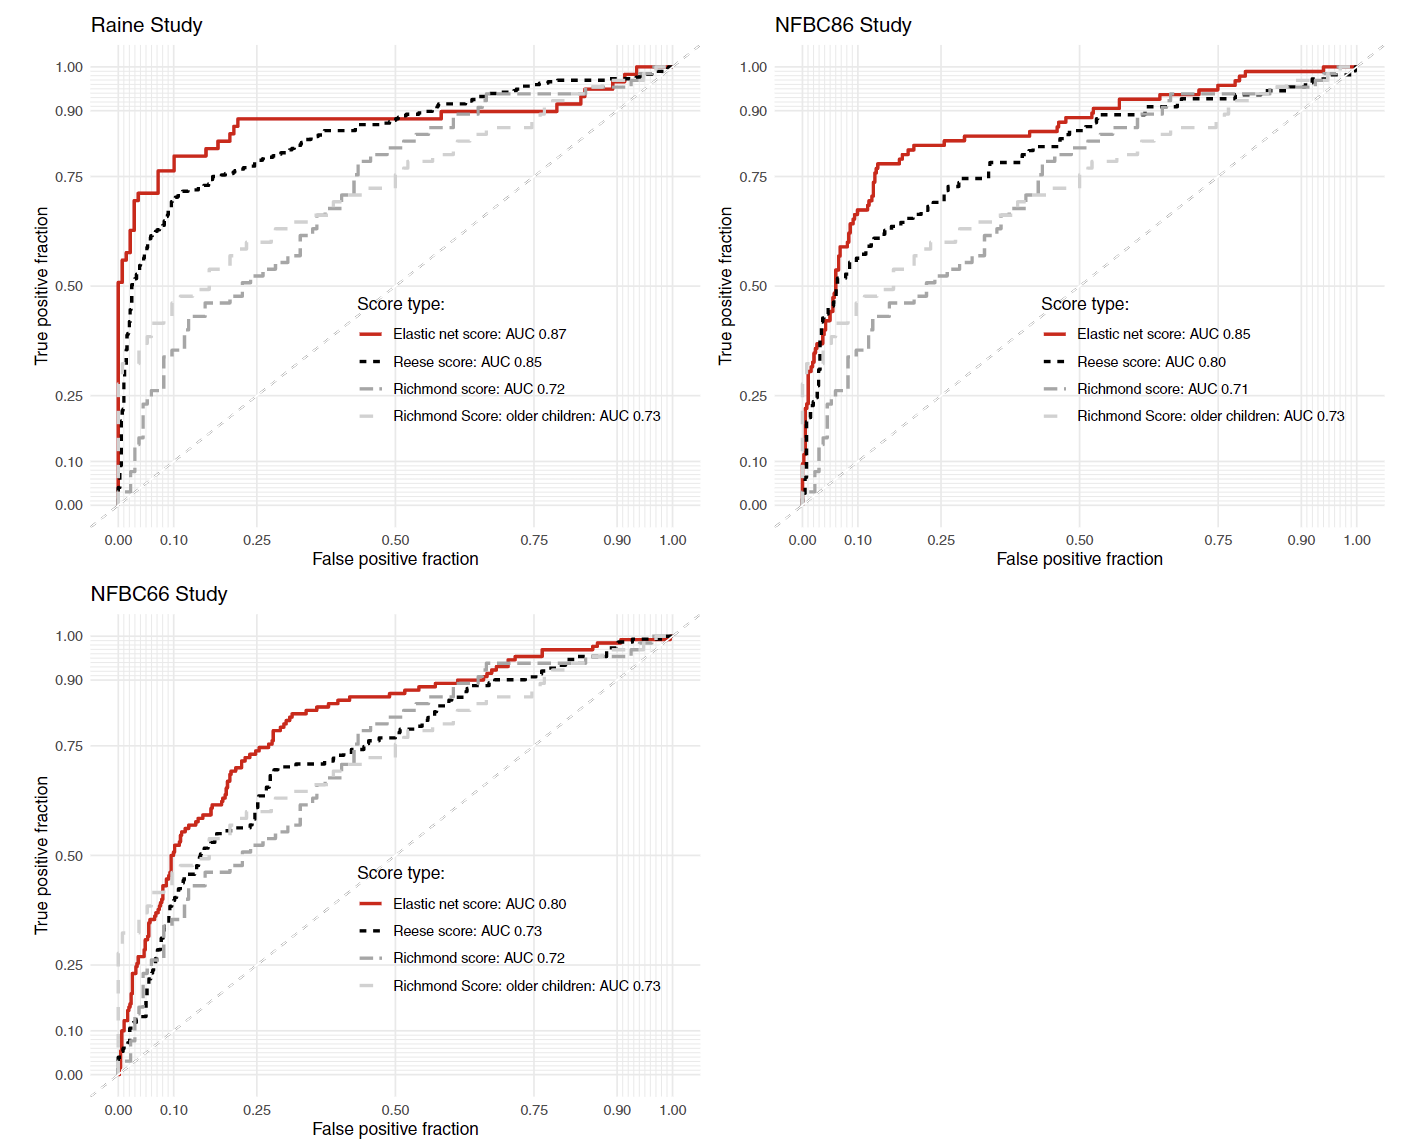 Raine Study
1.00
0.90
0.75
0.50
0.25
0.10
0.00
True positive fraction
Score type:
Elastic net score: AUC 0.87
Reese score: AUC 0.85
Richmond score: AUC 0.72
Richmond Score: older children: AUC 0.73
0.00 0.10 0.25 0.50 0.75 0.90 1.00
False positive fraction
NFBC86 Study
1.00
0.90
0.75
0.50
0.25
0.10
0.00
True positive fraction
Score type:
Elastic net score: AUC 0.85
Reese score: AUC 0.80
Richmond score: AUC 0.71
Richmond Score: older children: AUC 0.73
0.00 0.10 0.25 0.50 0.75 0.90 1.00
False positive fraction
NFBC66 Study
1.00
0.90
0.75
0.50
0.25
0.10
0.00
True positive fraction
Score type:
Elastic net score: AUC 0.80
Reese score: AUC 0.73
Richmond score: AUC 0.72
Richmond Score: older children: AUC 0.73
0.00 0.10 0.25 0.50 0.75 0.90 1.00
False positive fraction